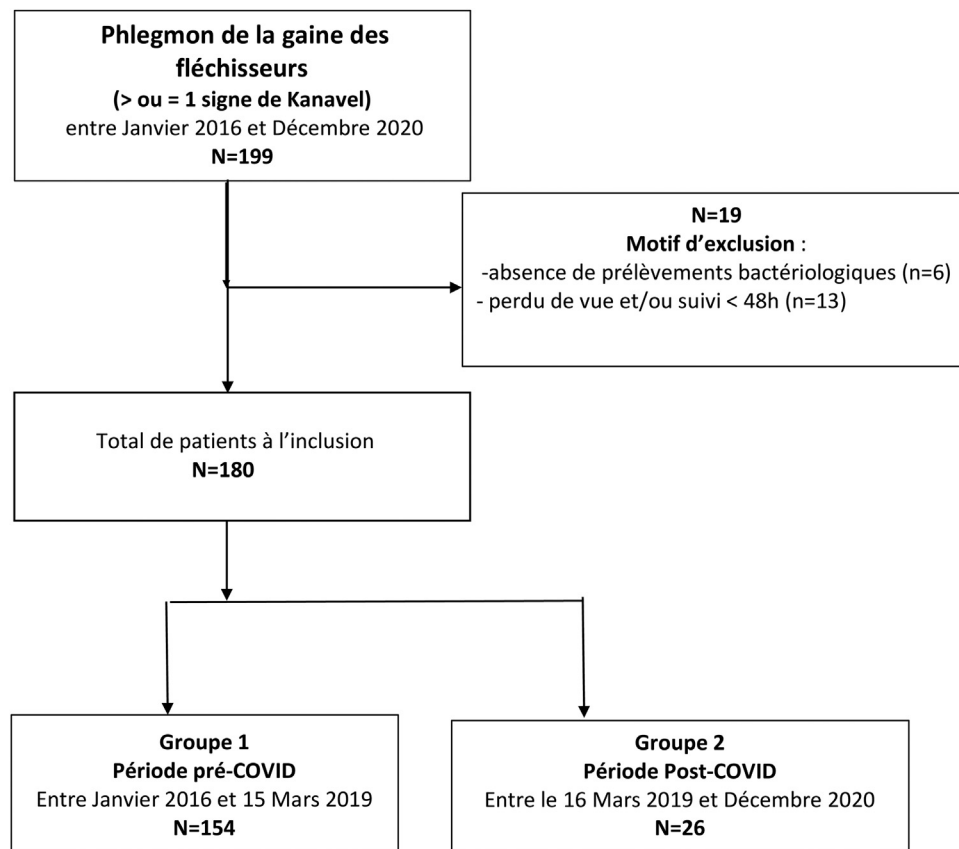 Phlegmon de la gaine des
fléchisseurs
(> ou = 1 signe de Kanavel)
entre Janvier 2016 et Décembre 2020
N=199
N=19
Motif d’exclusion :
-absence de prélèvements bactériologiques (n=6)
- perdu de vue et/ou suivi < 48h (n=13)
Total de patients à l’inclusion
N=180
Groupe 1
Période pré-COVID
Entre Janvier 2016 et 15 Mars 2019
N=154
Groupe 2
Période Post-COVID
Entre le 16 Mars 2019 et Décembre 2020
N=26